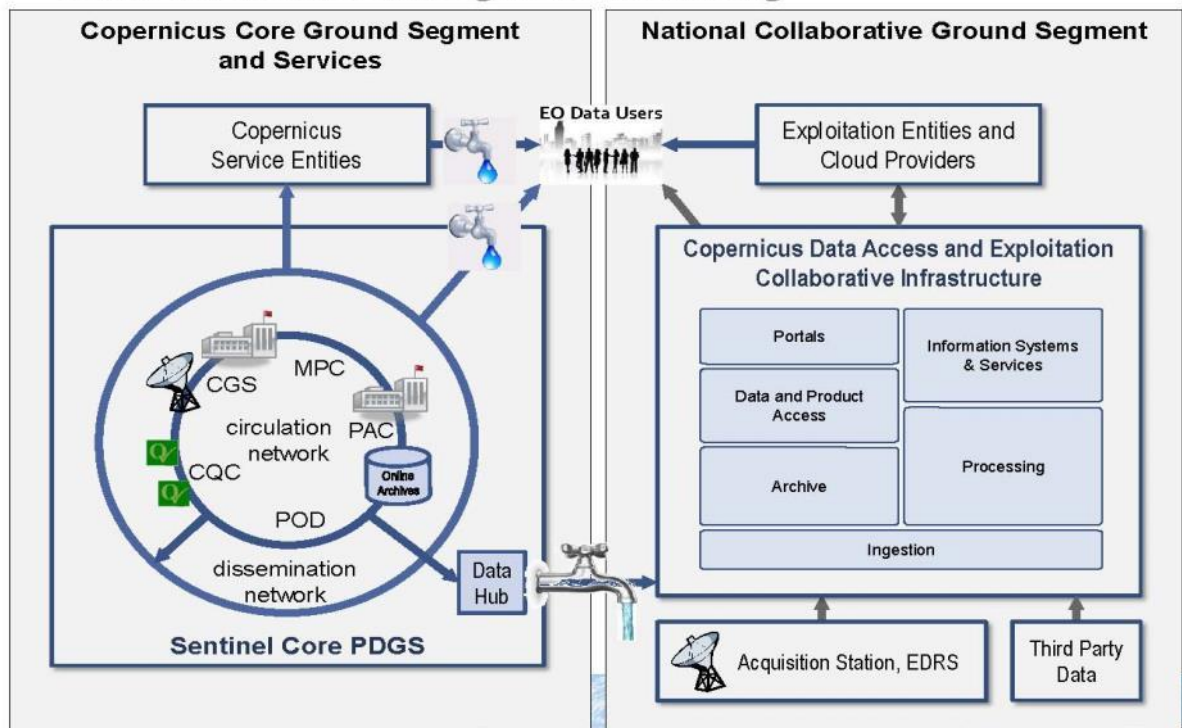 Copernicus Core Ground Segment
and Services
National Collaborative Ground Segment
Copernicus
Service Entities
EO Data Users
Exploitation Entities and
Cloud Providers
Copernicus Data Access and Exploitation
Collaborative Infrastructure
Portals
Information Systems
& Services
Data and Product
Access
Processing
Archive
Ingestion
CGS
MPC
PAC
circulation
network
CQC
Online
Archives
POD
dissemination
network
Data
Hub
Sentinel Core PDGS
Acquisition Station, EDRS
Third Party
Data